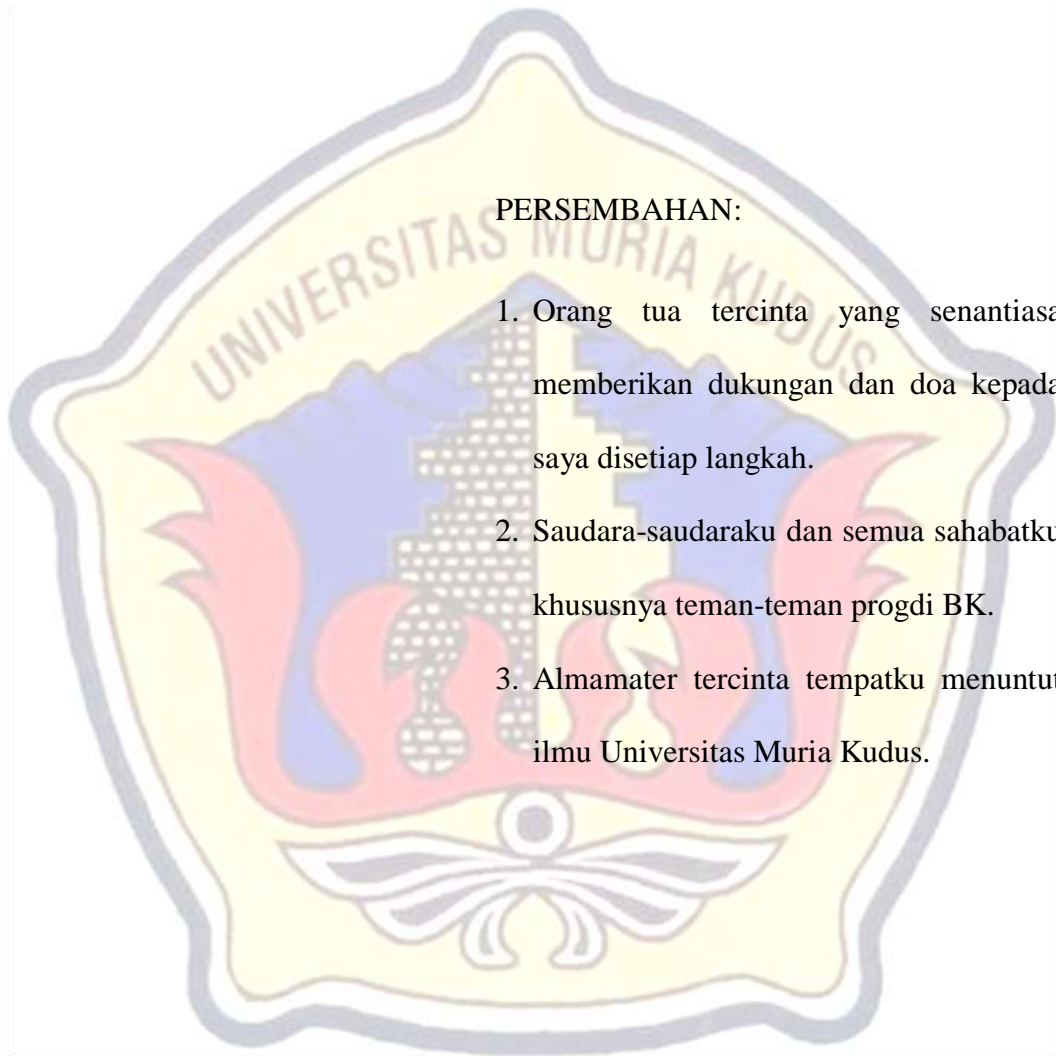 PERSEMBAHAN:
UNIVERSITAS MURIA KUDUS
1. Orang tua tercinta yang senantiasa
memberikan dukungan dan doa kepada
saya disetiap langkah.
2. Saudara-saudaraku dan semua sahabatku
khususnya teman-teman progdi BK.
3. Almamater tercinta tempatku menuntut
ilmu Universitas Muria Kudus.